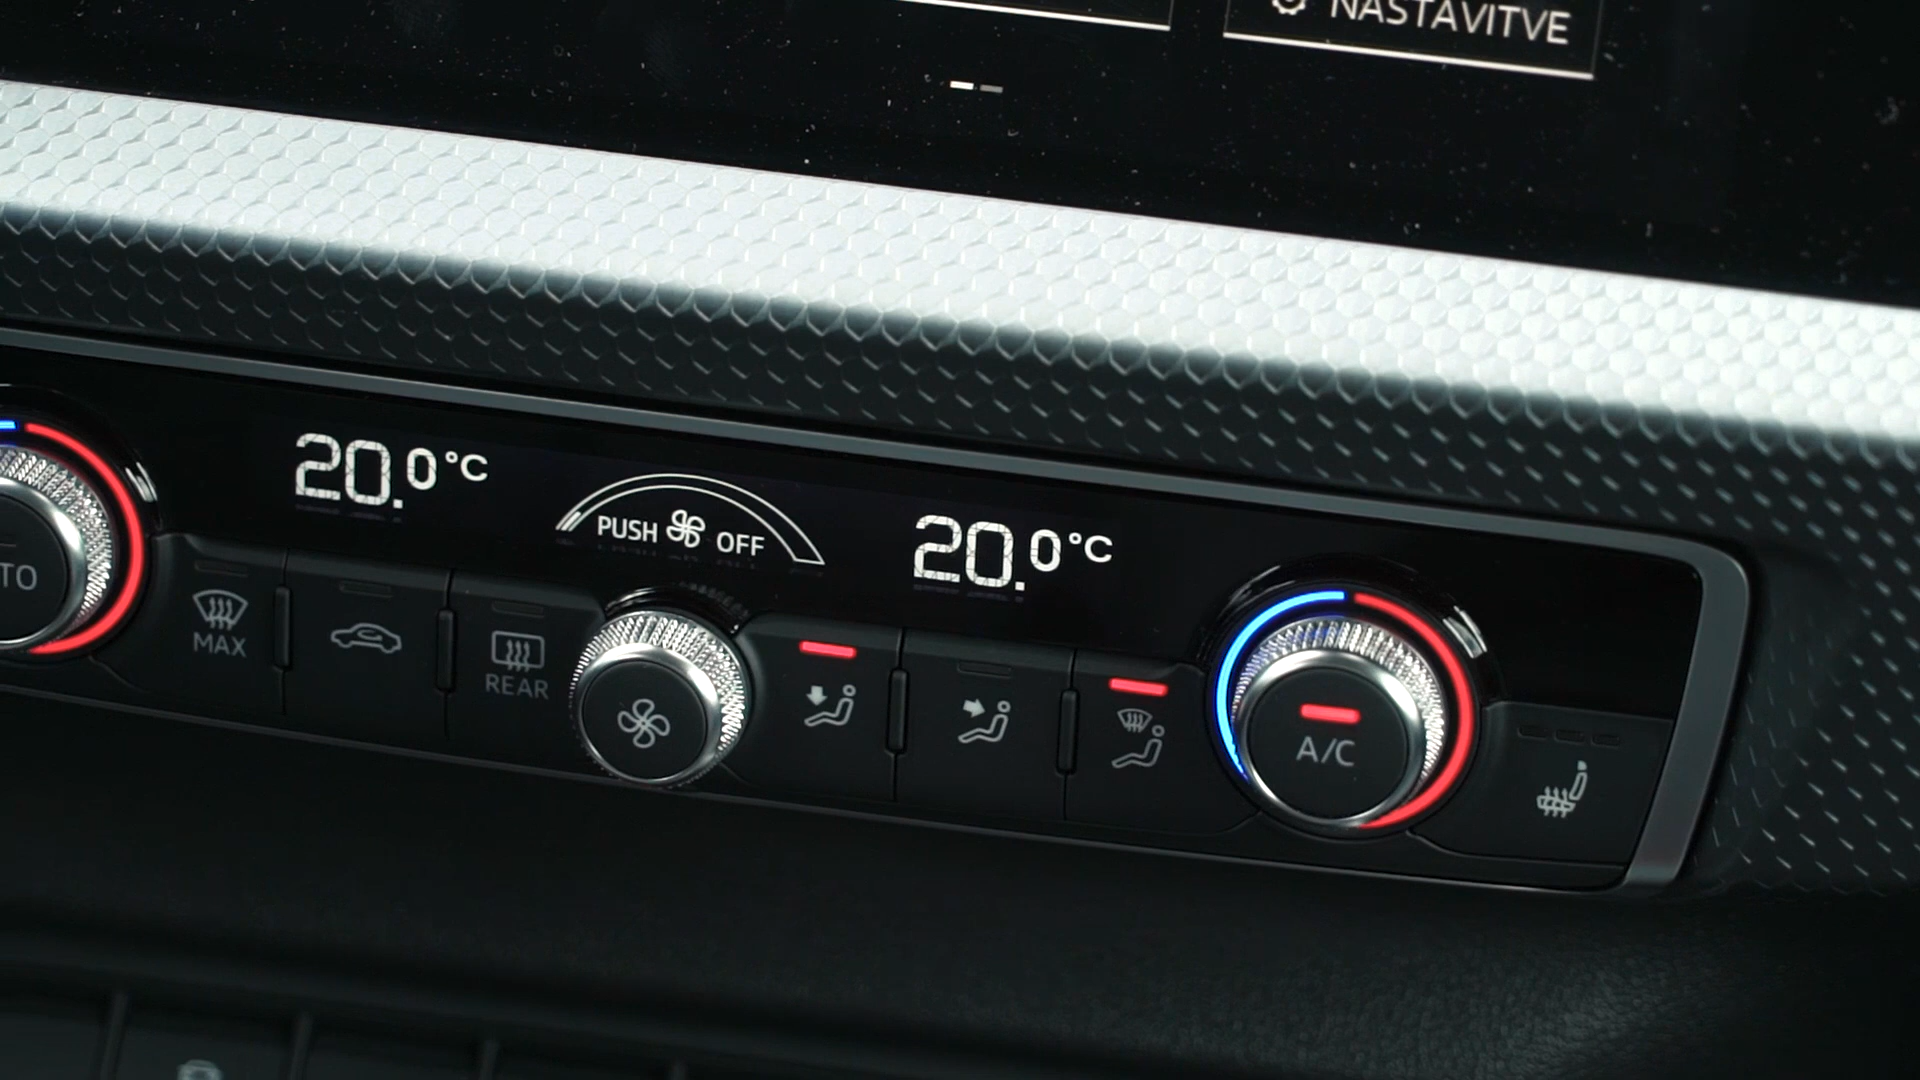 NASTAVITVE
20.0°C
PUSH OFF
20.0°C
TO
MAX
REAR
A/C